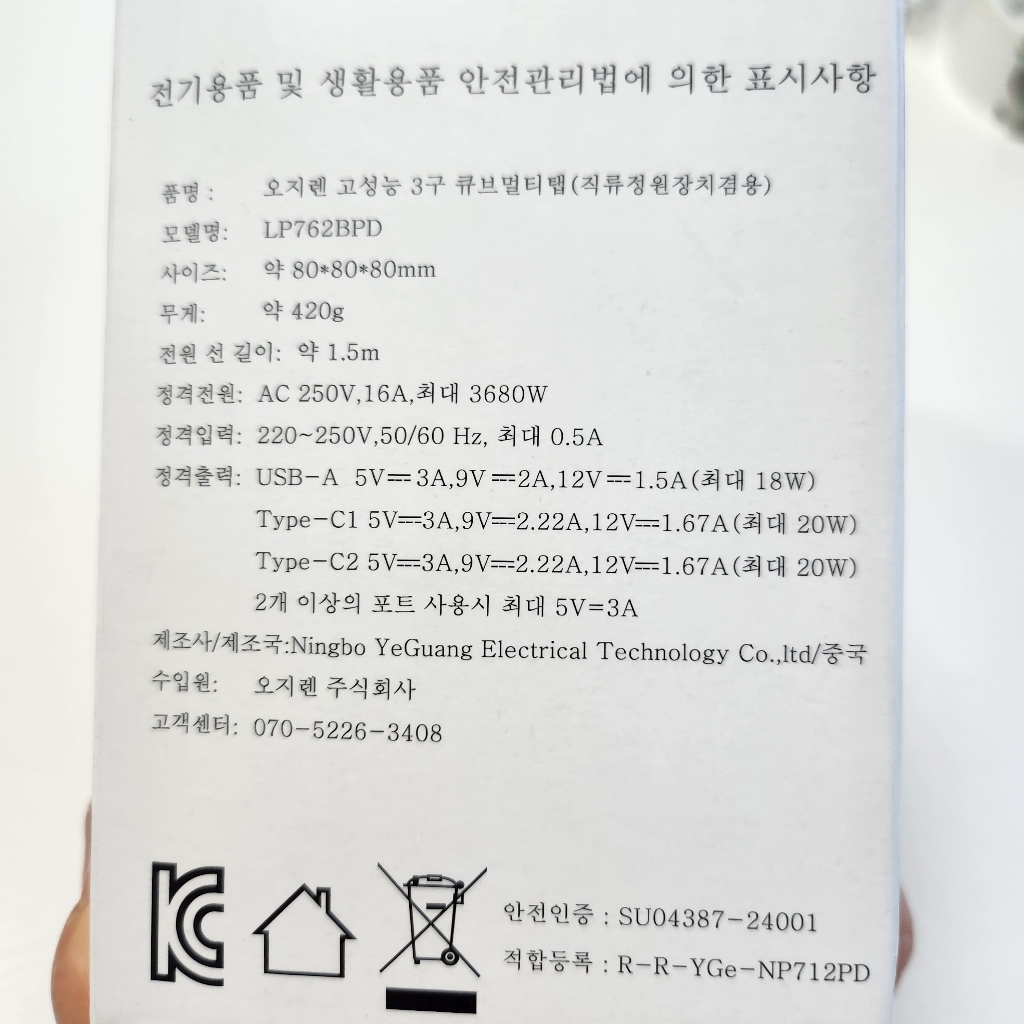 전기용품 및 생활용품 안전관리법에 의한 표시사항
품명 : 오지렌 고성능 3구 큐브멀티탭(직류정원장치겸용)
모델명: LP762BPD
사이즈: 약 80*80*80mm
무게: 약 420g
전원 선 길이: 약 1.5m
정격전원: AC 250V,16A,최대 3680W
정격입력: 220~250V,50/60 Hz, 최대 0.5A
정격출력: USB-A 5V⎓3A,9V⎓2A,12V⎓1.5A(최대 18W)
Type-C1 5V⎓3A,9V⎓2.22A,12V⎓1.67A(최대 20W)
Type-C2 5V⎓3A,9V⎓2.22A,12V⎓1.67A(최대 20W)
2개 이상의 포트 사용시 최대 5V=3A
제조사/제조국:Ningbo YeGuang Electrical Technology Co.,ltd/중국
수입원: 오지렌 주식회사
고객센터: 070-5226-3408
KC
안전인증 : SU04387-24001
적합등록 : R-R-YGe-NP712PD